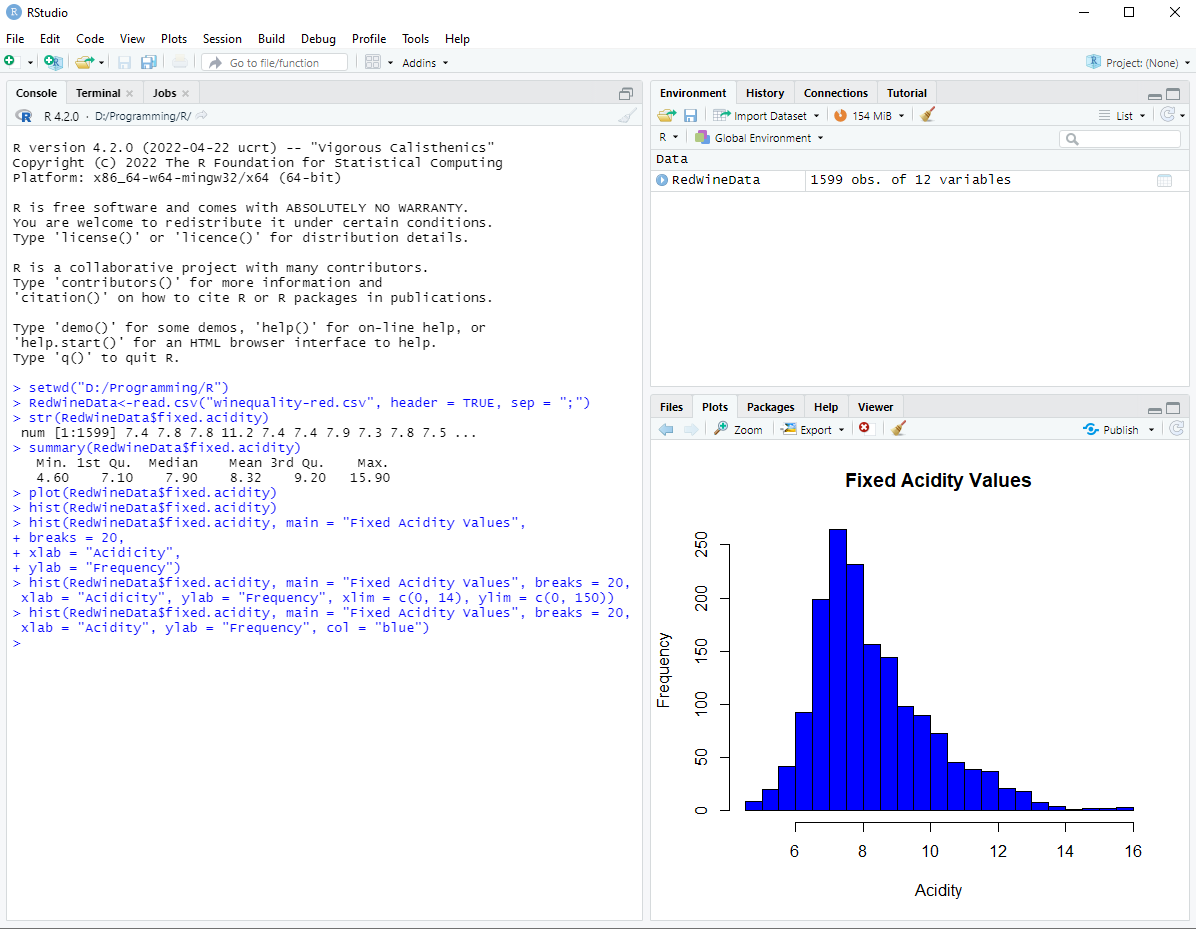 RStudio
File Edit Code View Plots Session Build Debug Profile Tools Help
Go to file/function Addins Project: (None)
Console Terminal Jobs
R 4.2.0 · D:/Programming/R/
R version 4.2.0 (2022-04-22 ucrt) -- "Vigorous Calisthenics"
Copyright (C) 2022 The R Foundation for Statistical Computing
Platform: x86_64-w64-mingw32/x64 (64-bit)
R is free software and comes with ABSOLUTELY NO WARRANTY.
You are welcome to redistribute it under certain conditions.
Type 'license()' or 'licence()' for distribution details.
R is a collaborative project with many contributors.
Type 'contributors()' for more information and
'citation()' on how to cite R or R packages in publications.
Type 'demo()' for some demos, 'help()' for on-line help, or
'help.start()' for an HTML browser interface to help.
Type 'q()' to quit R.
> setwd("D:/Programming/R")
> RedWineData<-read.csv("winequality-red.csv", header = TRUE, sep = ";")
> str(RedWineData$fixed.acidity)
num [1:1599] 7.4 7.8 7.8 11.2 7.4 7.4 7.9 7.3 7.8 7.5 ...
> summary(RedWineData$fixed.acidity)
Min. 1st Qu. Median Mean 3rd Qu. Max.
4.60 7.10 7.90 8.32 9.20 15.90
> plot(RedWineData$fixed.acidity)
> hist(RedWineData$fixed.acidity)
> hist(RedWineData$fixed.acidity, main = "Fixed Acidity Values",
+ breaks = 20,
+ xlab = "Acidicity",
+ ylab = "Frequency")
> hist(RedWineData$fixed.acidity, main = "Fixed Acidity Values", breaks = 20,
xlab = "Acidicity", ylab = "Frequency", xlim = c(0, 14), ylim = c(0, 150))
> hist(RedWineData$fixed.acidity, main = "Fixed Acidity Values", breaks = 20,
xlab = "Acidity", ylab = "Frequency", col = "blue")
>
Environment History Connections Tutorial
Import Dataset 154 MiB List
R Global Environment
Data
RedWineData 1599 obs. of 12 variables
Files Plots Packages Help Viewer
Zoom Export Publish
Fixed Acidity Values
Frequency
250
200
150
100
50
0
6 8 10 12 14 16
Acidity